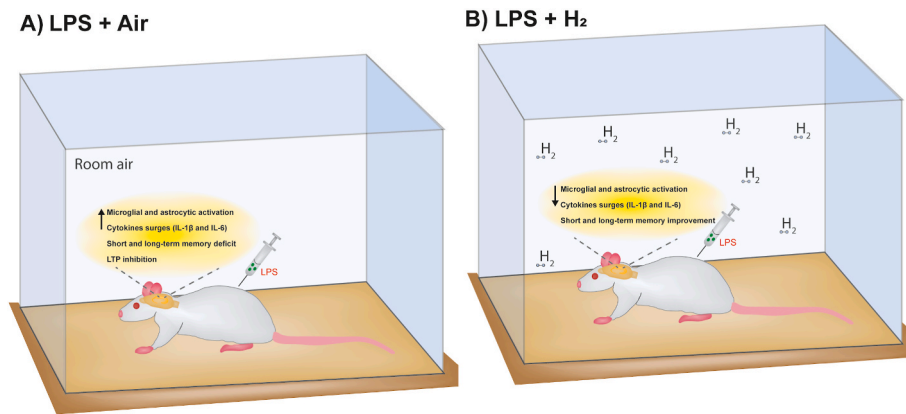 A) LPS + Air
Room air
Microglial and astrocytic activation
Cytokines surges (IL-1β and IL-6)
Short and long-term memory deficit
LTP inhibition
LPS
B) LPS + H₂
H₂
H₂
H₂
H₂
H₂
H₂
H₂
H₂
Microglial and astrocytic activation
Cytokines surges (IL-1β and IL-6)
Short and long-term memory improvement
LPS